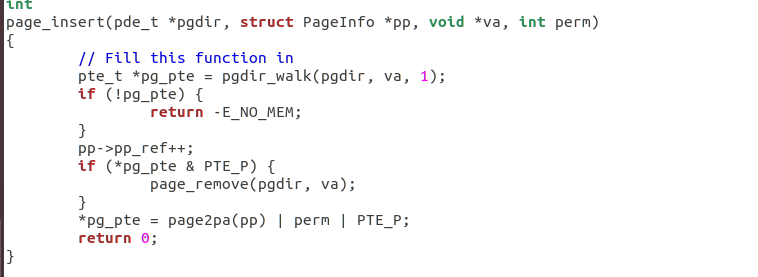 int
page_insert(pde_t *pgdir, struct PageInfo *pp, void *va, int perm)
{
        // Fill this function in
        pte_t *pg_pte = pgdir_walk(pgdir, va, 1);
        if (!pg_pte) {
                return -E_NO_MEM;
        }
        pp->pp_ref++;
        if (*pg_pte & PTE_P) {
                page_remove(pgdir, va);
        }
        *pg_pte = page2pa(pp) | perm | PTE_P;
        return 0;
}